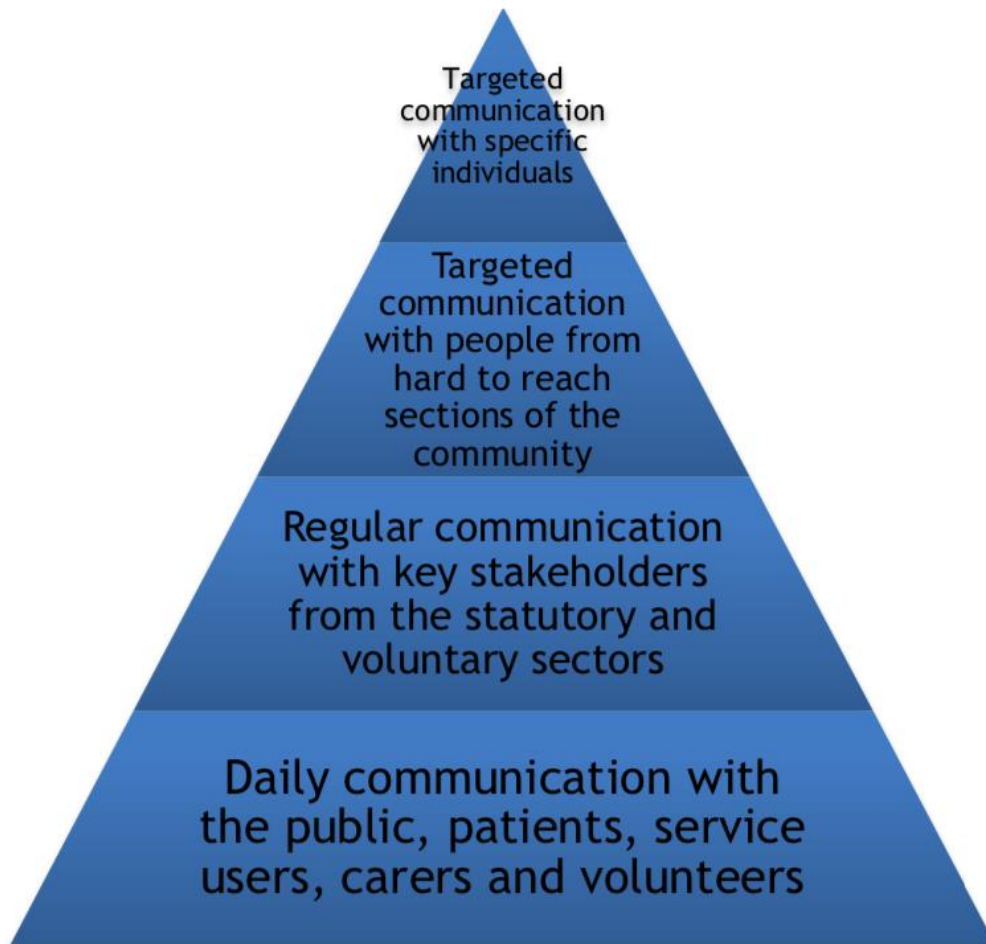 Targeted
communication
with specific
individuals
Targeted
communication
with people from
hard to reach
sections of the
community
Regular communication
with key stakeholders
from the statutory and
voluntary sectors
Daily communication with
the public, patients, service
users, carers and volunteers